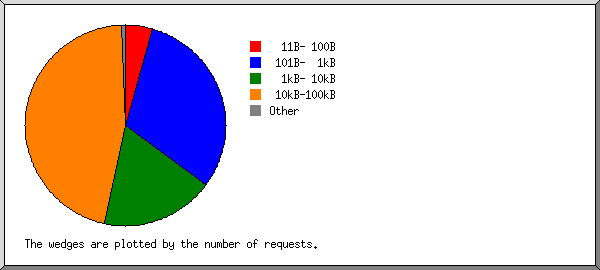 11B- 100B
101B-  1kB
1kB- 10kB
10kB-100kB
Other
The wedges are plotted by the number of requests.